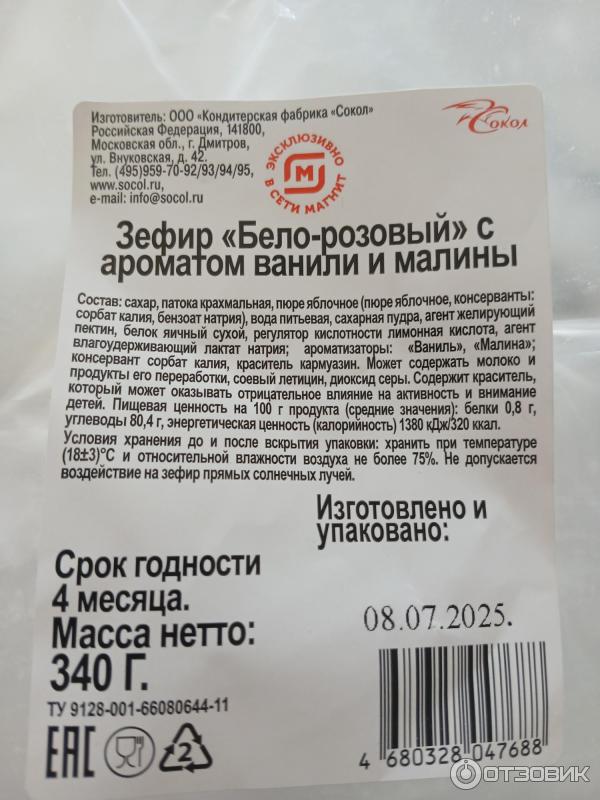 Изготовитель: ООО «Кондитерская фабрика «Сокол»
Российская Федерация, 141800,
Московская обл., г. Дмитров,
ул. Внуковская, д. 42.
Тел. (495)959-70-92/93/94/95,
www.socol.ru,
e-mail: info@socol.ru
ЭКСКЛЮЗИВНО
М
В СЕТИ МАГНИТ
Сокол
Зефир «Бело-розовый» с
ароматом ванили и малины
Состав: сахар, патока крахмальная, пюре яблочное (пюре яблочное, консерванты:
сорбат калия, бензоат натрия), вода питьевая, сахарная пудра, агент желирующий
пектин, белок яичный сухой, регулятор кислотности лимонная кислота, агент
влагоудерживающий лактат натрия; ароматизаторы: «Ваниль», «Малина»;
консервант сорбат калия, краситель кармуазин. Может содержать молоко и
продукты его переработки, соевый летицин, диоксид серы. Содержит краситель,
который может оказывать отрицательное влияние на активность и внимание
детей. Пищевая ценность на 100 г продукта (средние значения): белки 0,8 г,
углеводы 80,4 г, энергетическая ценность (калорийность) 1380 кДж/320 ккал.
Условия хранения до и после вскрытия упаковки: хранить при температуре
(18±3)°С и относительной влажности воздуха не более 75%. Не допускается
воздействие на зефир прямых солнечных лучей.
Изготовлено и
упаковано:
Срок годности
4 месяца.
Масса нетто:
340 Г.
08.07.2025.
ТУ 9128-001-66080644-11
EAC
2
4 680328 047688
ОТЗОВИК